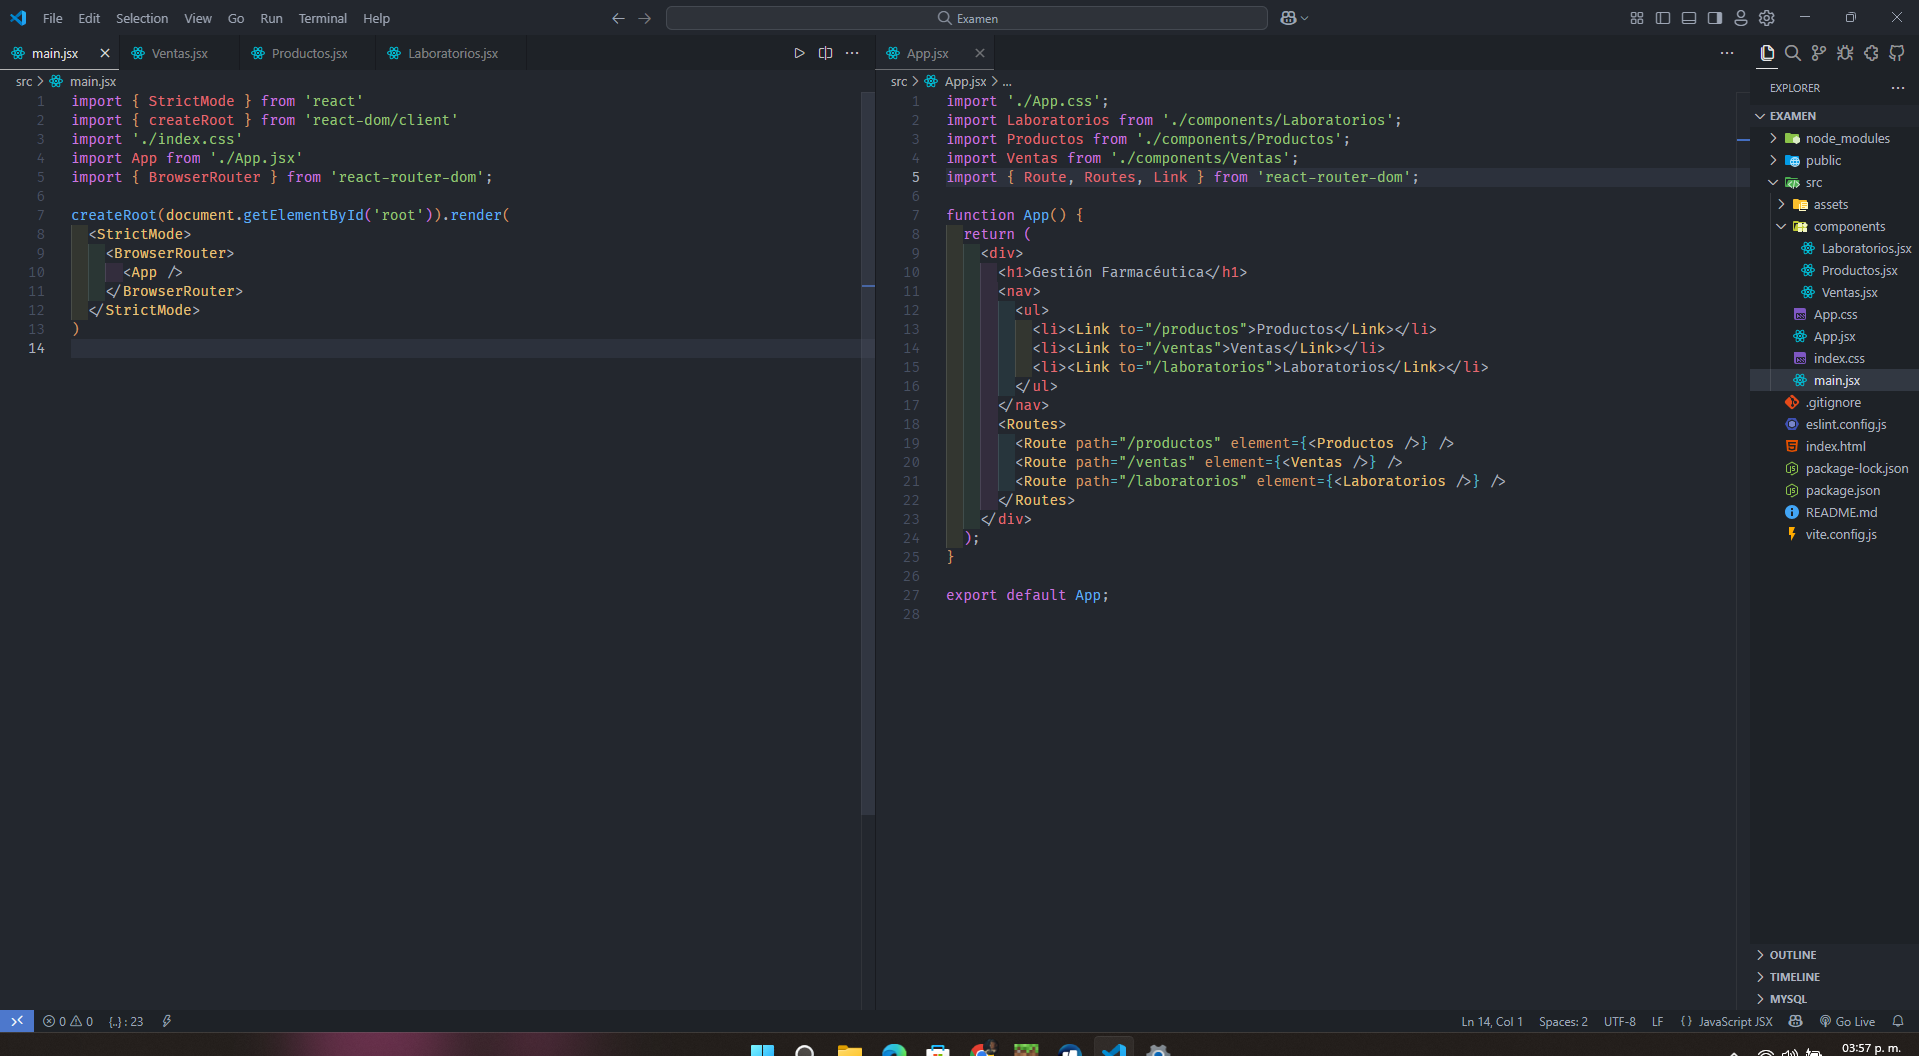 File Edit Selection View Go Run Terminal Help
Examen
main.jsx Ventas.jsx Productos.jsx Laboratorios.jsx
src > main.jsx
1 import { StrictMode } from 'react'
2 import { createRoot } from 'react-dom/client'
3 import './index.css'
4 import App from './App.jsx'
5 import { BrowserRouter } from 'react-router-dom';
6
7 createRoot(document.getElementById('root')).render(
8 <StrictMode>
9 <BrowserRouter>
10 <App />
11 </BrowserRouter>
12 </StrictMode>
13 )
14
App.jsx
src > App.jsx > ...
1 import './App.css';
2 import Laboratorios from './components/Laboratorios';
3 import Productos from './components/Productos';
4 import Ventas from './components/Ventas';
5 import { Route, Routes, Link } from 'react-router-dom';
6
7 function App() {
8 return (
9 <div>
10 <h1>Gestión Farmacéutica</h1>
11 <nav>
12 <ul>
13 <li><Link to="/productos">Productos</Link></li>
14 <li><Link to="/ventas">Ventas</Link></li>
15 <li><Link to="/laboratorios">Laboratorios</Link></li>
16 </ul>
17 </nav>
18 <Routes>
19 <Route path="/productos" element={<Productos />} />
20 <Route path="/ventas" element={<Ventas />} />
21 <Route path="/laboratorios" element={<Laboratorios />} />
22 </Routes>
23 </div>
24 );
25 }
26
27 export default App;
28
EXPLORER
EXAMEN
node_modules
public
src
assets
components
Laboratorios.jsx
Productos.jsx
Ventas.jsx
App.css
App.jsx
index.css
main.jsx
.gitignore
eslint.config.js
index.html
package-lock.json
package.json
README.md
vite.config.js
OUTLINE
TIMELINE
MYSQL
0 0 {..} : 23
Ln 14, Col 1 Spaces: 2 UTF-8 LF {} JavaScript JSX Go Live
03:57 p. m.